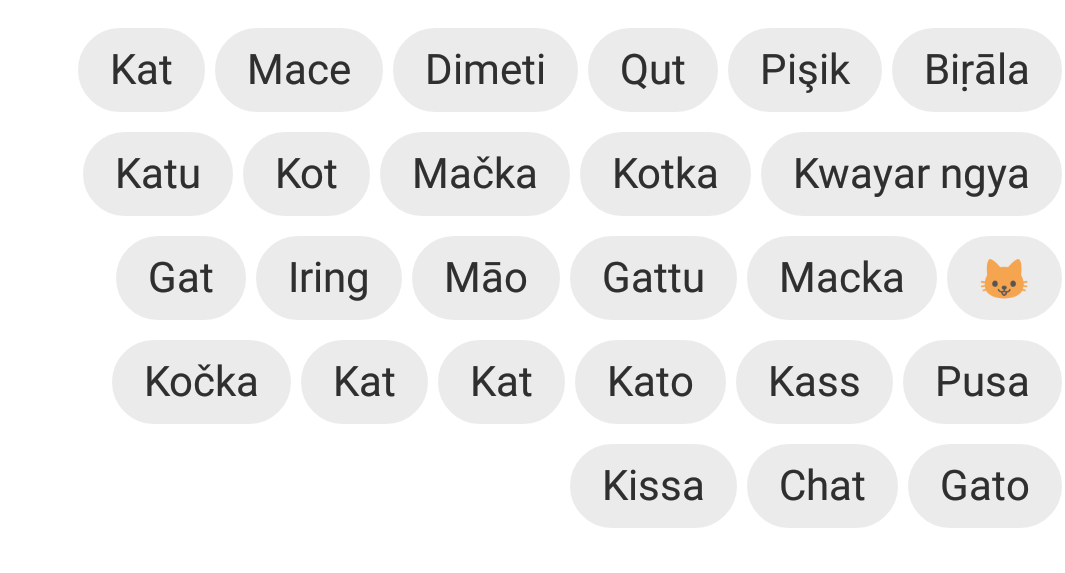 Kat Mace Dimeti Qut Pişik Biṛāla
Katu Kot Mačka Kotka Kwayar ngya
Gat Iring Māo Gattu Macka 😺
Kočka Kat Kat Kato Kass Pusa
Kissa Chat Gato